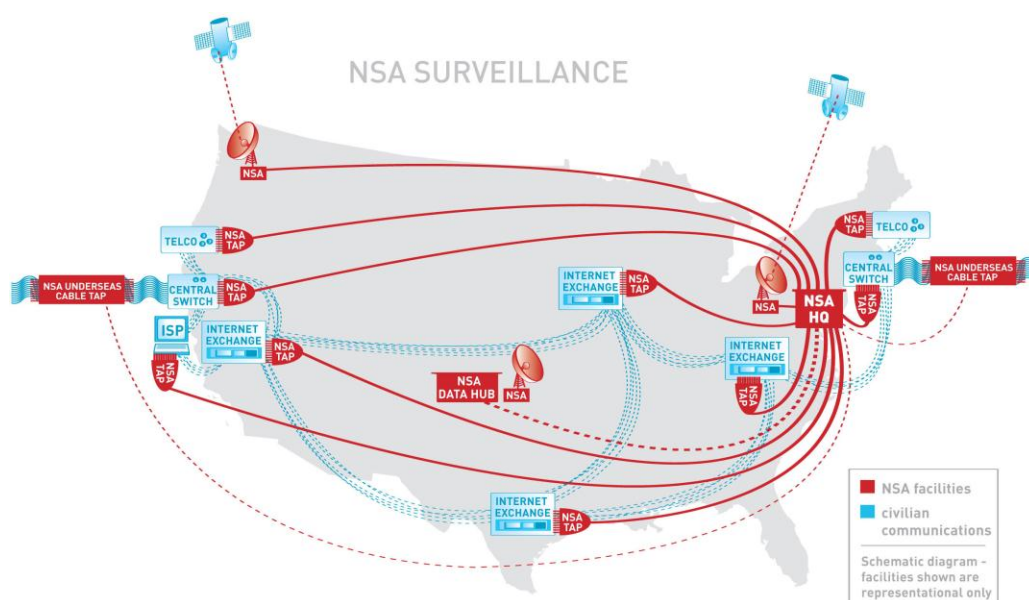 NSA SURVEILLANCE
NSA
TELCO
NSA
TAP
NSA UNDERSEAS
CABLE TAP
CENTRAL
SWITCH
NSA
TAP
ISP
NSA
TAP
INTERNET
EXCHANGE
NSA
TAP
INTERNET
EXCHANGE
NSA
TAP
NSA
DATA HUB
NSA
INTERNET
EXCHANGE
NSA
TAP
NSA
NSA
HQ
INTERNET
EXCHANGE
NSA
TAP
NSA
TAP
TELCO
CENTRAL
SWITCH
NSA
TAP
NSA UNDERSEAS
CABLE TAP
NSA facilities
civilian
communications
Schematic diagram -
facilities shown are
representational only